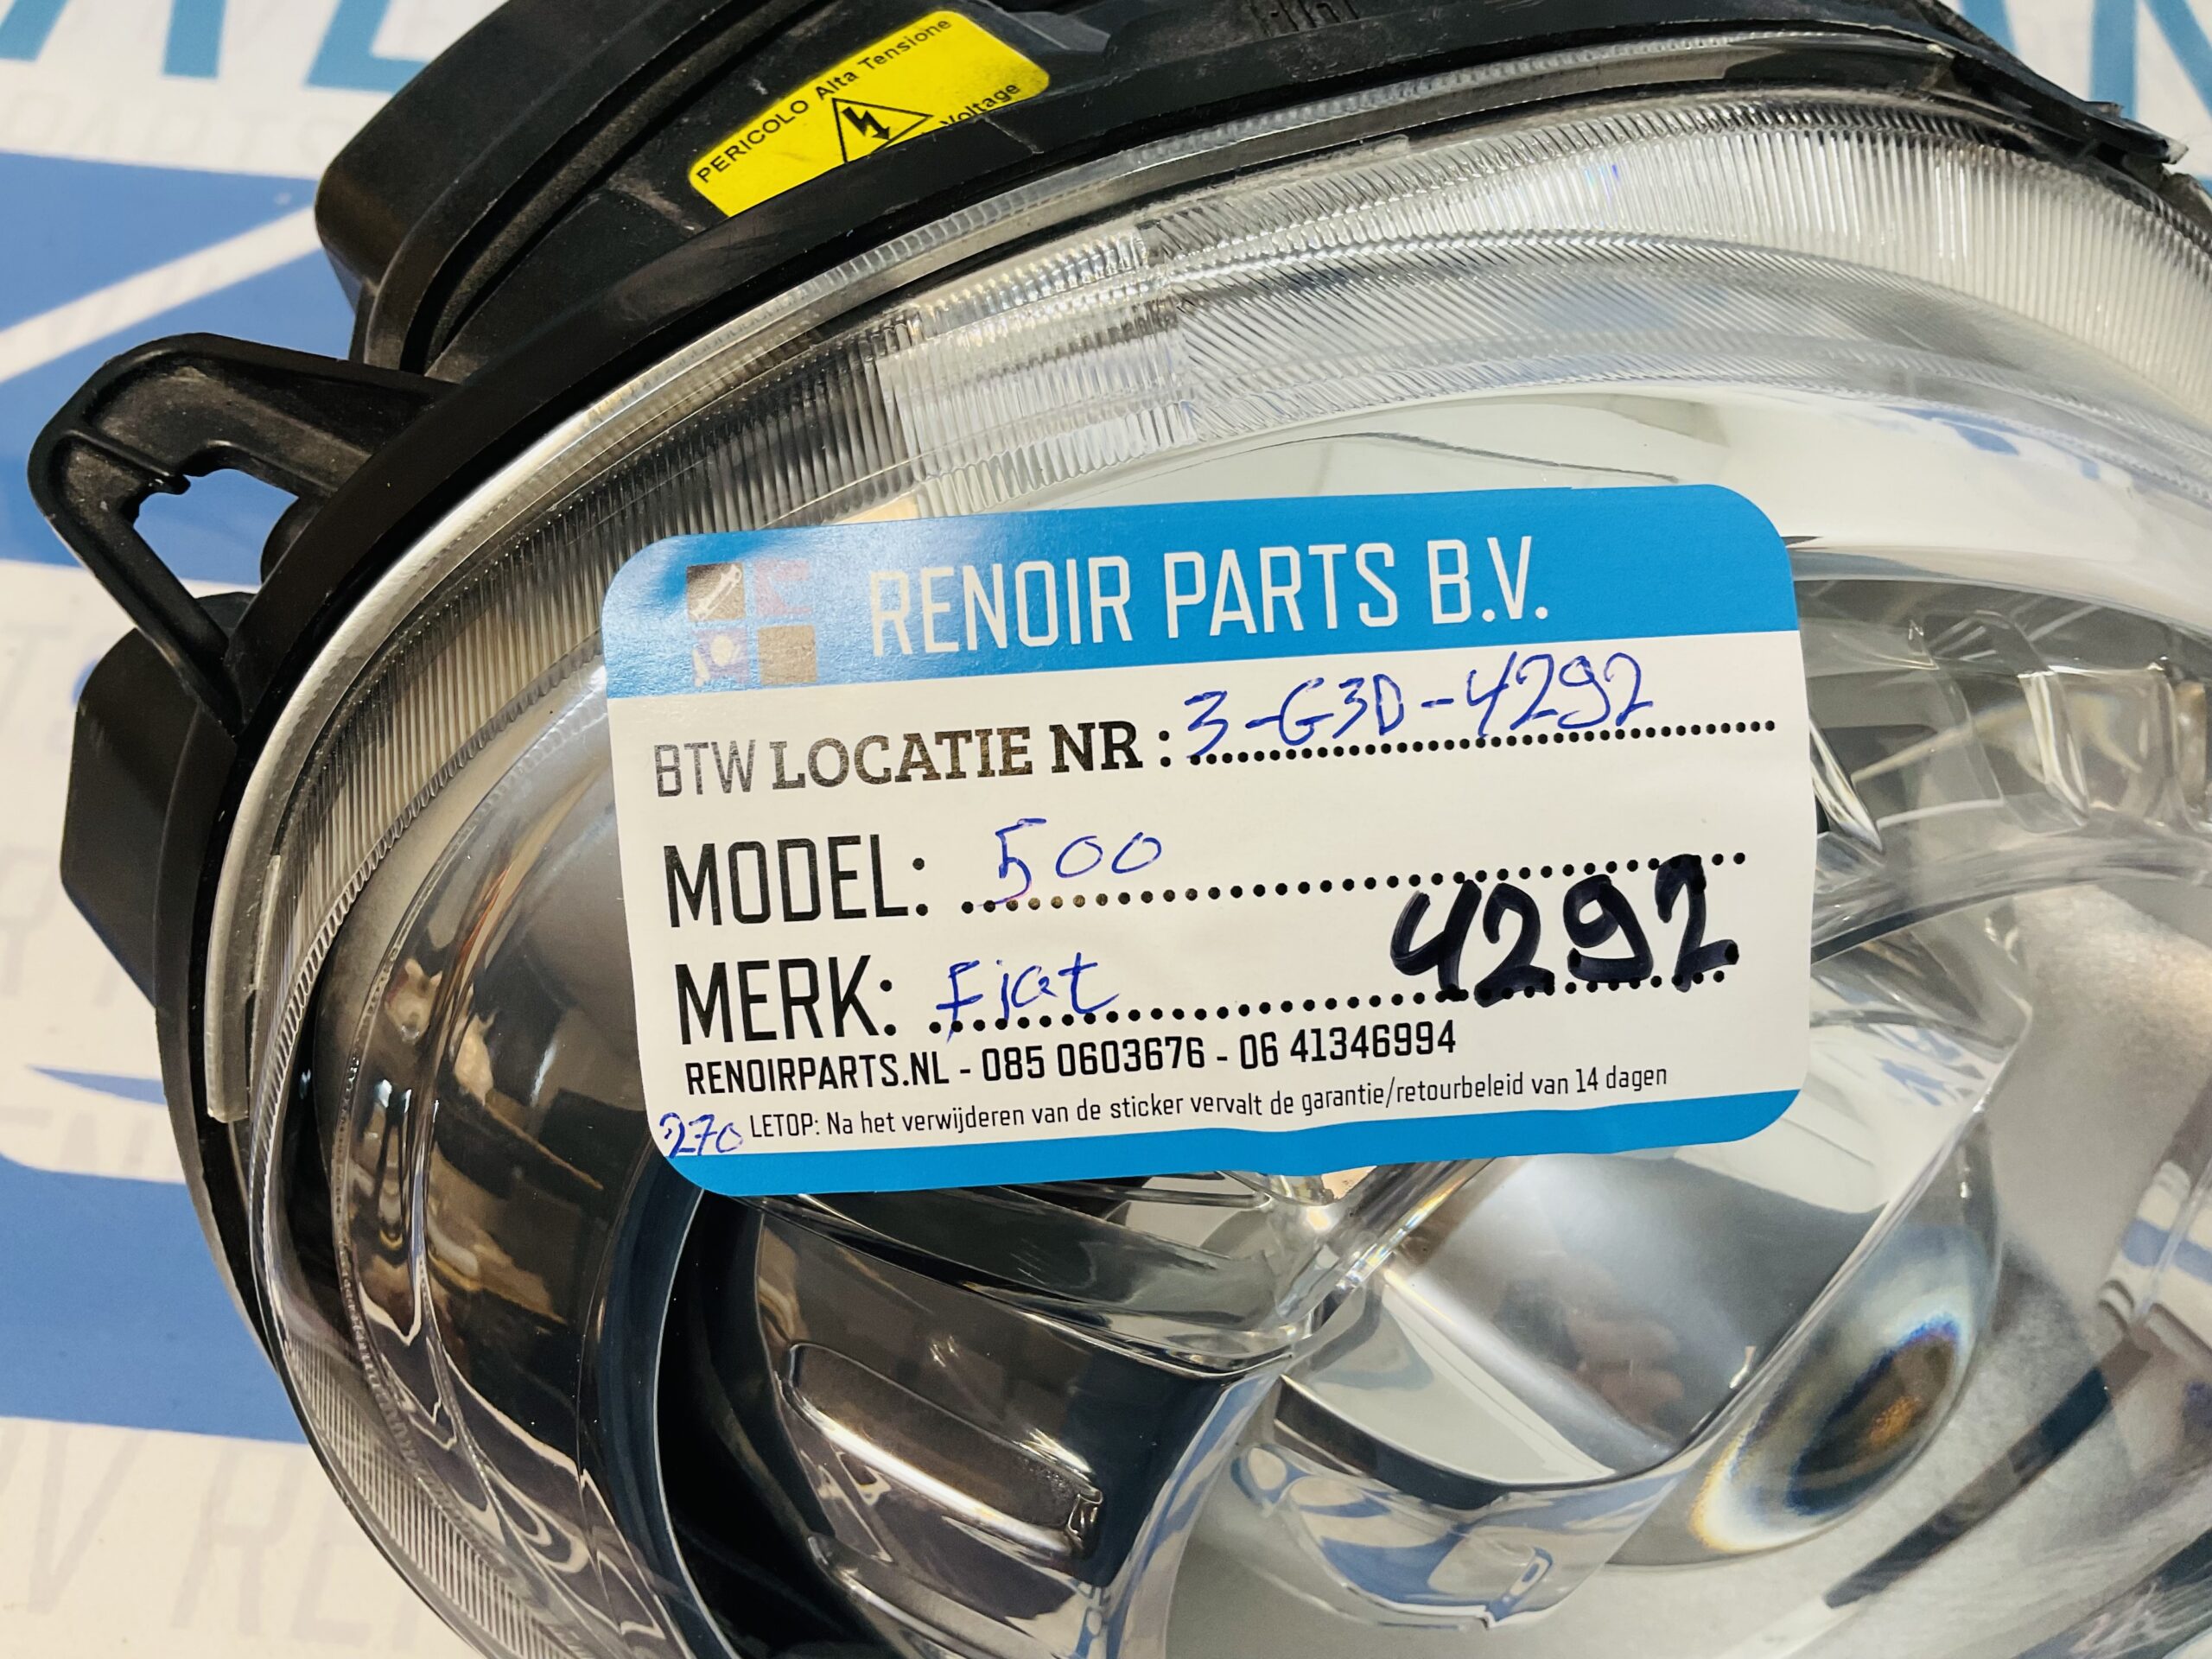 PERICOLO Alta Tensione
Voltage
RENOIR PARTS B.V.
BTW LOCATIE NR : 3-G3D-4292
MODEL: 500
4292
MERK: Fiat
RENOIRPARTS.NL - 085 0603676 - 06 41346994
270 LETOP: Na het verwijderen van de sticker vervalt de garantie/retourbeleid van 14 dagen